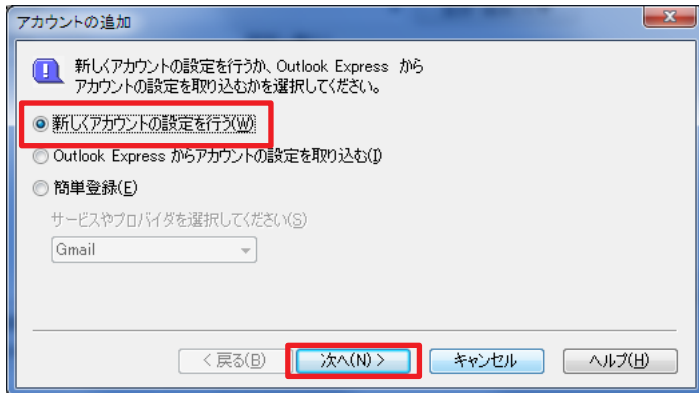 アカウントの追加
新しくアカウントの設定を行うか、Outlook Express から
アカウントの設定を取り込むかを選択してください。
新しくアカウントの設定を行う(W)
Outlook Express からアカウントの設定を取り込む(I)
簡単登録(E)
サービスやプロバイダを選択してください(S)
Gmail
< 戻る(B)
次へ(N) >
キャンセル
ヘルプ(H)